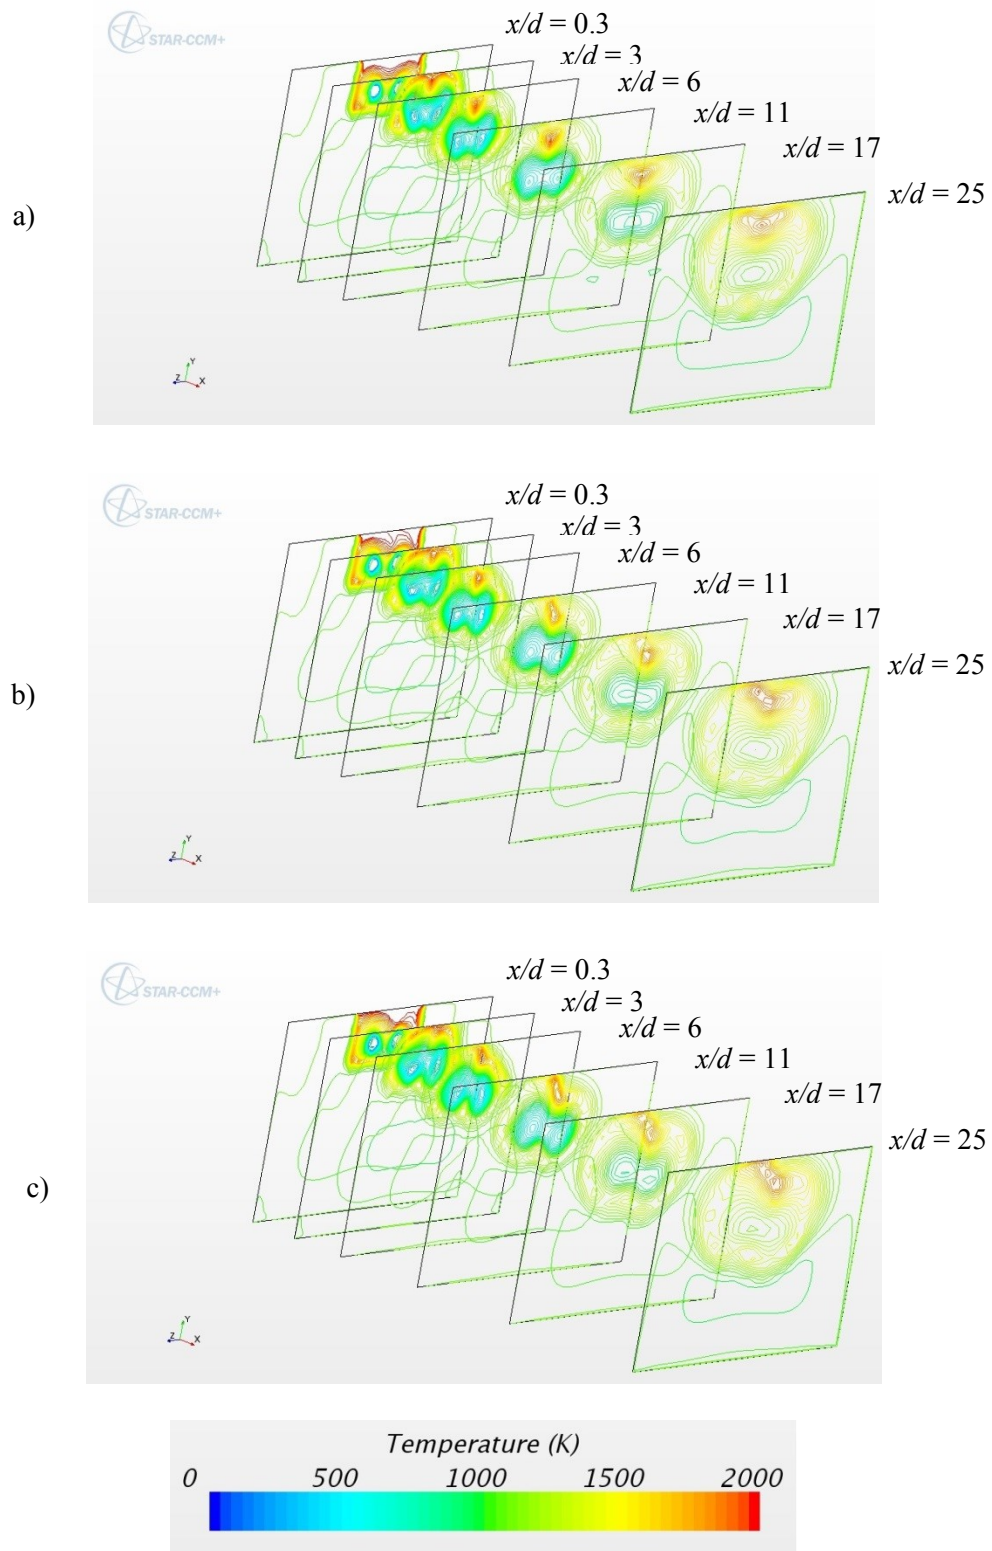 STAR-CCM+
x/d = 0.3
x/d = 3
x/d = 6
x/d = 11
x/d = 17
x/d = 25
a)
Y
Z X
STAR-CCM+
x/d = 0.3
x/d = 3
x/d = 6
x/d = 11
x/d = 17
x/d = 25
b)
Y
Z X
STAR-CCM+
x/d = 0.3
x/d = 3
x/d = 6
x/d = 11
x/d = 17
x/d = 25
c)
Y
Z X
Temperature (K)
0 500 1000 1500 2000